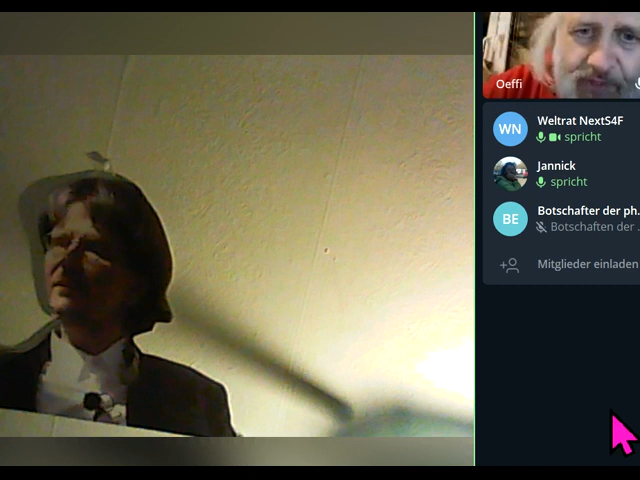 Oeffi
WN
Weltrat NextS4F
spricht
Jannick
spricht
BE
Botschafter der ph.
Botschaften der .
Mitglieder einladen